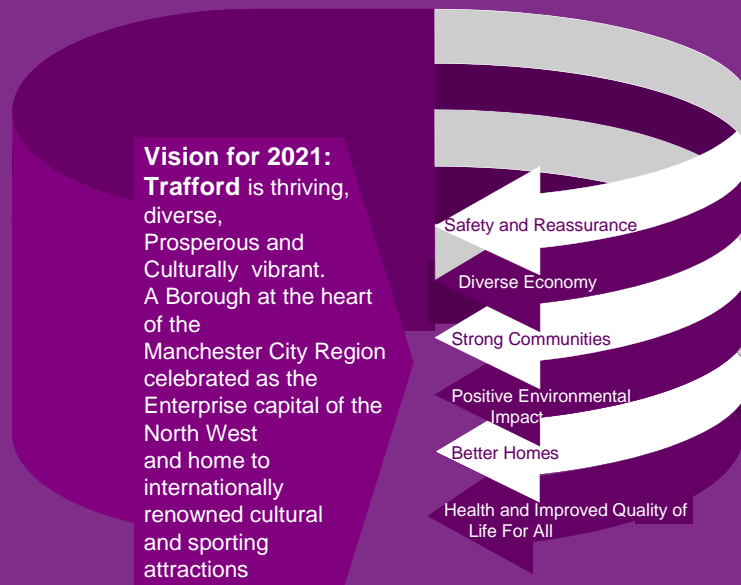 Vision for 2021:
Trafford is thriving,
diverse,
Prosperous and
Culturally vibrant.
A Borough at the heart
of the
Manchester City Region
celebrated as the
Enterprise capital of the
North West
and home to
internationally
renowned cultural
and sporting
attractions
Safety and Reassurance
Diverse Economy
Strong Communities
Positive Environmental
Impact
Better Homes
Health and Improved Quality of
Life For All